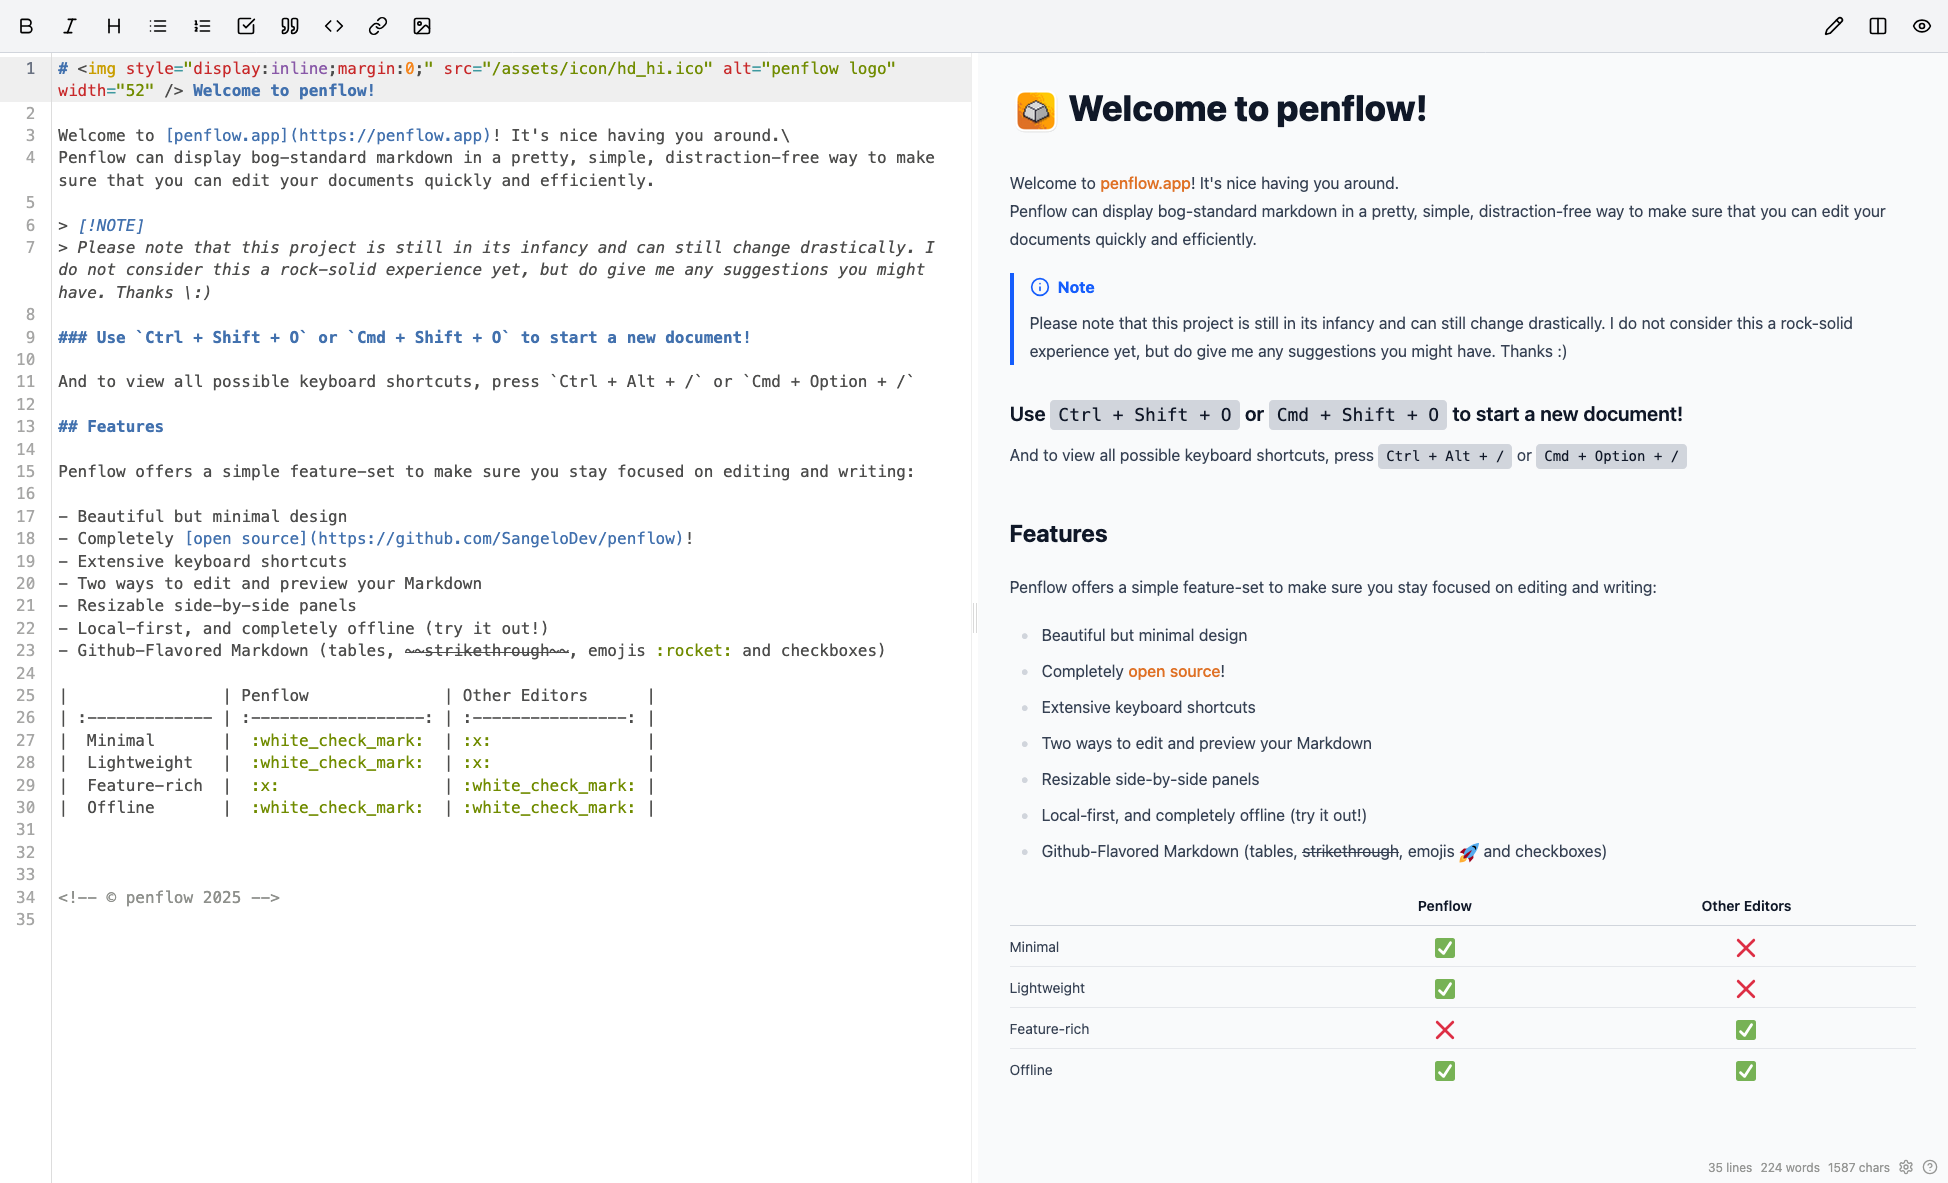 1 # <img style="display:inline;margin:0;" src="/assets/icon/hd_hi.ico" alt="penflow logo"
width="52" /> Welcome to penflow!
2
3 Welcome to [penflow.app](https://penflow.app)! It's nice having you around.\
4 Penflow can display bog-standard markdown in a pretty, simple, distraction-free way to make
sure that you can edit your documents quickly and efficiently.
5
6 > [!NOTE]
7 > Please note that this project is still in its infancy and can still change drastically. I
do not consider this a rock-solid experience yet, but do give me any suggestions you might
have. Thanks \:)
8
9 ### Use `Ctrl + Shift + O` or `Cmd + Shift + O` to start a new document!
10
11 And to view all possible keyboard shortcuts, press `Ctrl + Alt + /` or `Cmd + Option + /`
12
13 ## Features
14
15 Penflow offers a simple feature-set to make sure you stay focused on editing and writing:
16
17 - Beautiful but minimal design
18 - Completely [open source](https://github.com/SangeloDev/penflow)!
19 - Extensive keyboard shortcuts
20 - Two ways to edit and preview your Markdown
21 - Resizable side-by-side panels
22 - Local-first, and completely offline (try it out!)
23 - Github-Flavored Markdown (tables, ~~strikethrough~~, emojis :rocket: and checkboxes)
24
25 |                | Penflow              | Other Editors      |
26 | :------------- | :------------------: | :----------------: |
27 |  Minimal       |  :white_check_mark:  | :x:                |
28 |  Lightweight   |  :white_check_mark:  | :x:                |
29 |  Feature-rich  |  :x:                 | :white_check_mark: |
30 |  Offline       |  :white_check_mark:  | :white_check_mark: |
31
32
33
34 <!-- © penflow 2025 -->
35
Welcome to penflow!
Welcome to penflow.app! It's nice having you around.
Penflow can display bog-standard markdown in a pretty, simple, distraction-free way to make sure that you can edit your
documents quickly and efficiently.
Note
Please note that this project is still in its infancy and can still change drastically. I do not consider this a rock-solid
experience yet, but do give me any suggestions you might have. Thanks :)
Use Ctrl + Shift + O or Cmd + Shift + O to start a new document!
And to view all possible keyboard shortcuts, press Ctrl + Alt + / or Cmd + Option + /
Features
Penflow offers a simple feature-set to make sure you stay focused on editing and writing:
Beautiful but minimal design
Completely open source!
Extensive keyboard shortcuts
Two ways to edit and preview your Markdown
Resizable side-by-side panels
Local-first, and completely offline (try it out!)
Github-Flavored Markdown (tables, strikethrough, emojis 🚀 and checkboxes)
Penflow Other Editors
Minimal ✅ ❌
Lightweight ✅ ❌
Feature-rich ❌ ✅
Offline ✅ ✅
35 lines 224 words 1587 chars